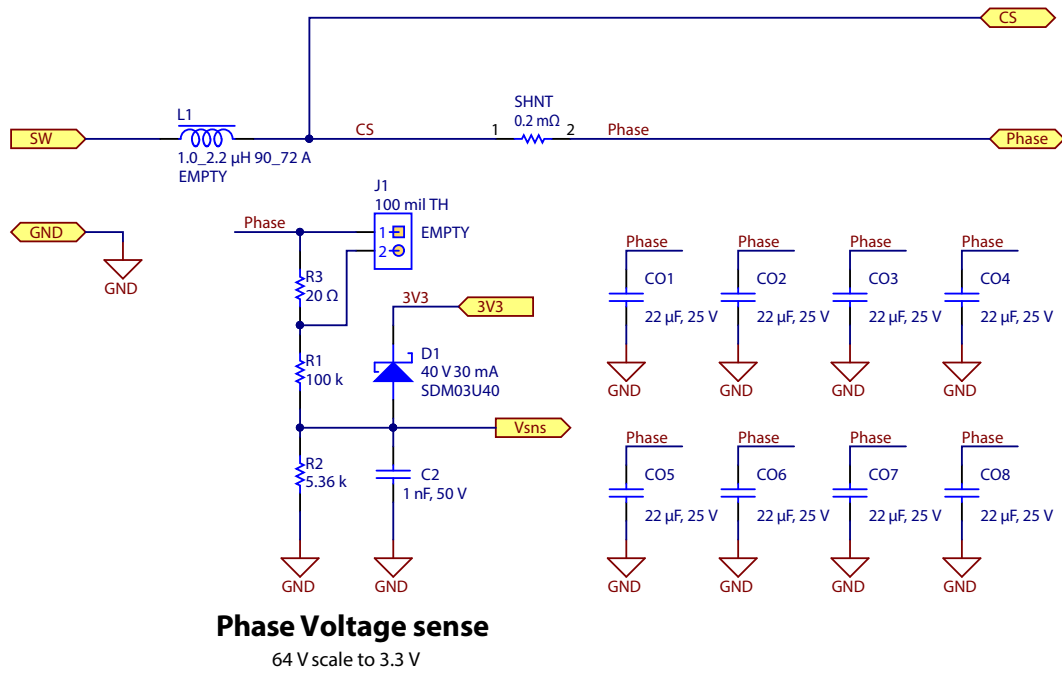 CS
SW
L1
1.0_2.2 µH 90_72 A
EMPTY
CS
SHNT
0.2 mΩ
1 2
Phase
Phase
GND
GND
Phase
J1
100 mil TH
1
2
EMPTY
R3
20 Ω
3V3
3V3
R1
100 k
D1
40 V 30 mA
SDM03U40
Vsns
R2
5.36 k
C2
1 nF, 50 V
GND
GND
Phase Phase Phase Phase
CO1 CO2 CO3 CO4
22 µF, 25 V 22 µF, 25 V 22 µF, 25 V 22 µF, 25 V
GND GND GND GND
Phase Phase Phase Phase
CO5 CO6 CO7 CO8
22 µF, 25 V 22 µF, 25 V 22 µF, 25 V 22 µF, 25 V
GND GND GND GND
Phase Voltage sense
64 V scale to 3.3 V